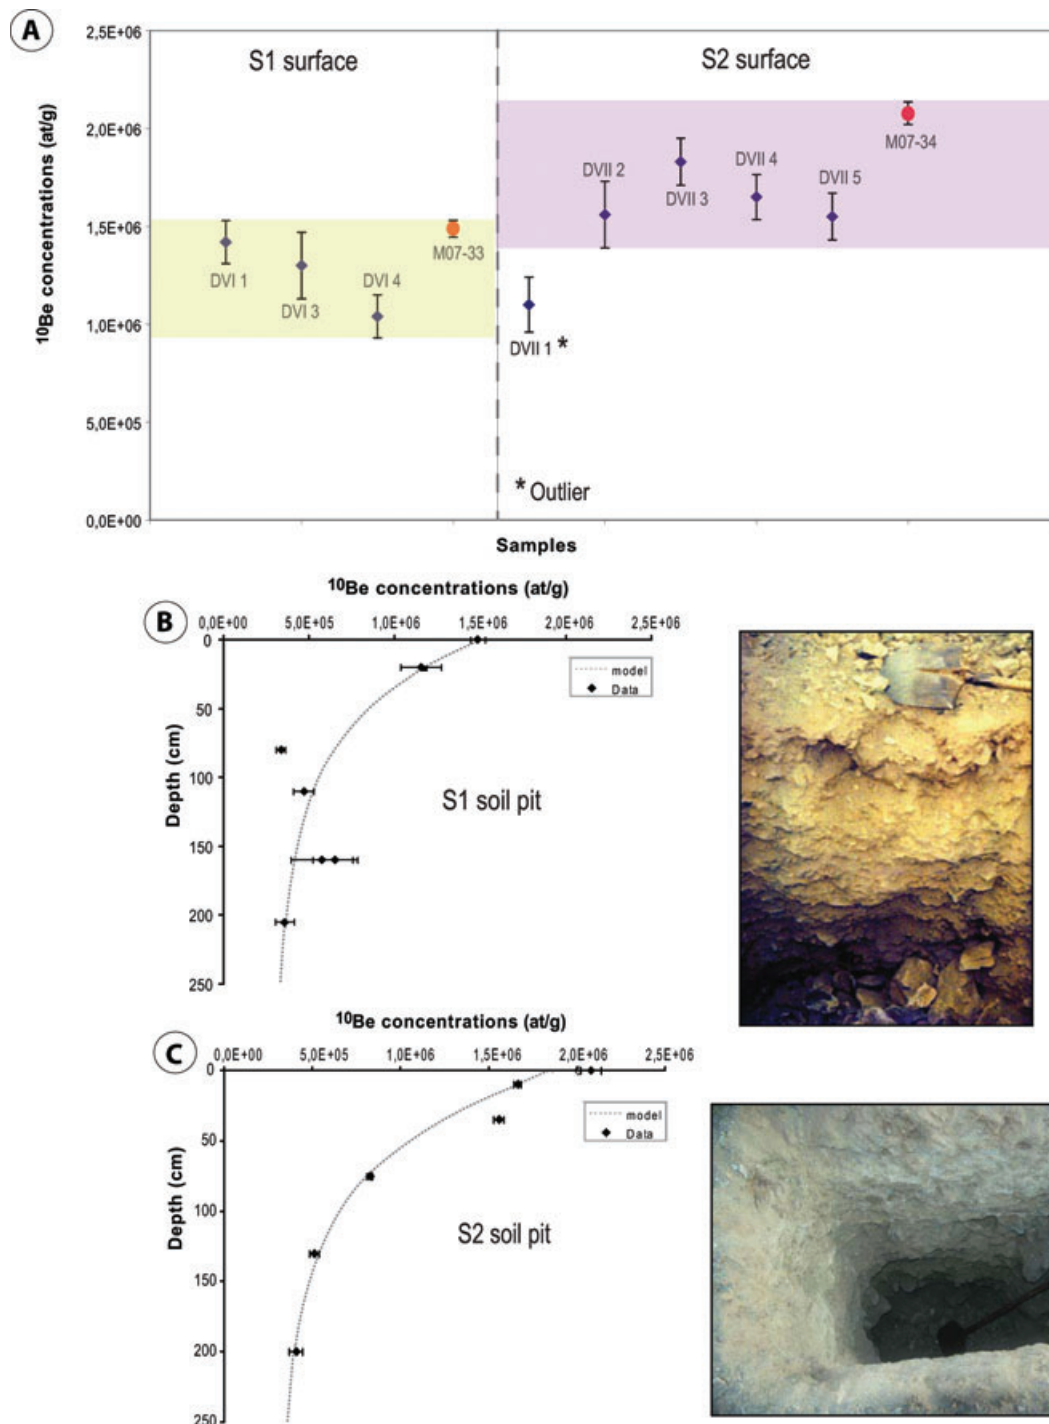 A
2,5E+06
S1 surface
S2 surface
2,0E+06
1,5E+06
1,0E+06
5,0E+05
0,0E+00
10Be concentrations (at/g)
DVI 1
DVI 3
DVI 4
M07-33
DVII 1 *
DVII 2
DVII 3
DVII 4
DVII 5
M07-34
* Outlier
Samples
B
10Be concentrations (at/g)
0,0E+00 5,0E+05 1,0E+06 1,5E+06 2,0E+06 2,5E+06
0
50
100
150
200
250
Depth (cm)
model
Data
S1 soil pit
C
10Be concentrations (at/g)
0,0E+00 5,0E+05 1,0E+06 1,5E+06 2,0E+06 2,5E+06
0
50
100
150
200
250
Depth (cm)
model
Data
S2 soil pit